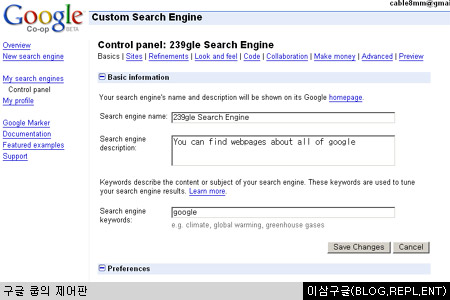 cable8mm@gma
Google
Co-op BETA
Custom Search Engine
Overview
New search engine
My search engines
Control panel
My profile
Google Marker
Documentation
Featured examples
Support
Control panel: 239gle Search Engine
Basics | Sites | Refinements | Look and feel | Code | Collaboration | Make money | Advanced | Preview
Basic information
Your search engine's name and description will be shown on its Google homepage.
Search engine name: 239gle Search Engine
Search engine description: You can find webpages about all of google
Keywords describe the content or subject of your search engine. These keywords are used to tune
your search engine results. Learn more.
Search engine keywords: google
e.g. climate, global warming, greenhouse gases
Save Changes Cancel
Preferences
구글 쿱의 제어판
이삼구글(BLOG,REPL,ENT)